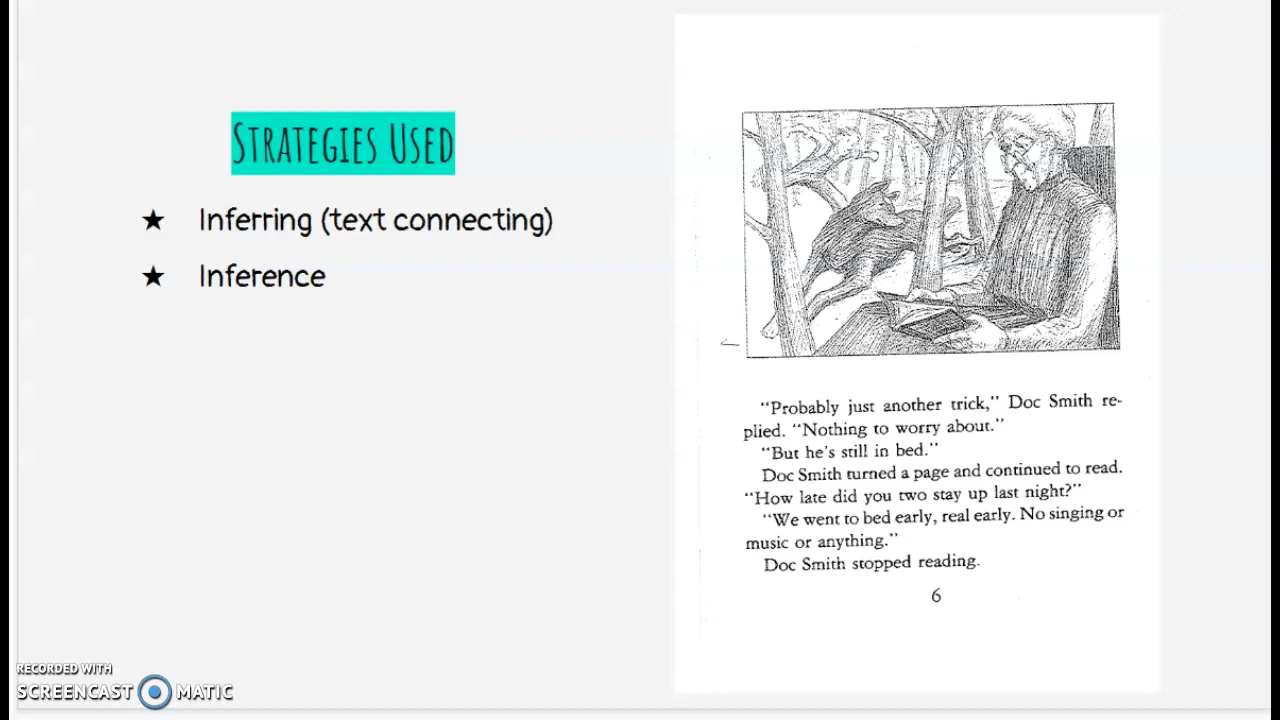 STRATEGIES USED
★ Inferring (text connecting)
★ Inference
“Probably just another trick,” Doc Smith re-
plied. “Nothing to worry about.”
“But he’s still in bed.”
Doc Smith turned a page and continued to read.
“How late did you two stay up last night?”
“We went to bed early, real early. No singing or
music or anything.”
Doc Smith stopped reading.
6
RECORDED WITH
SCREENCAST MATIC